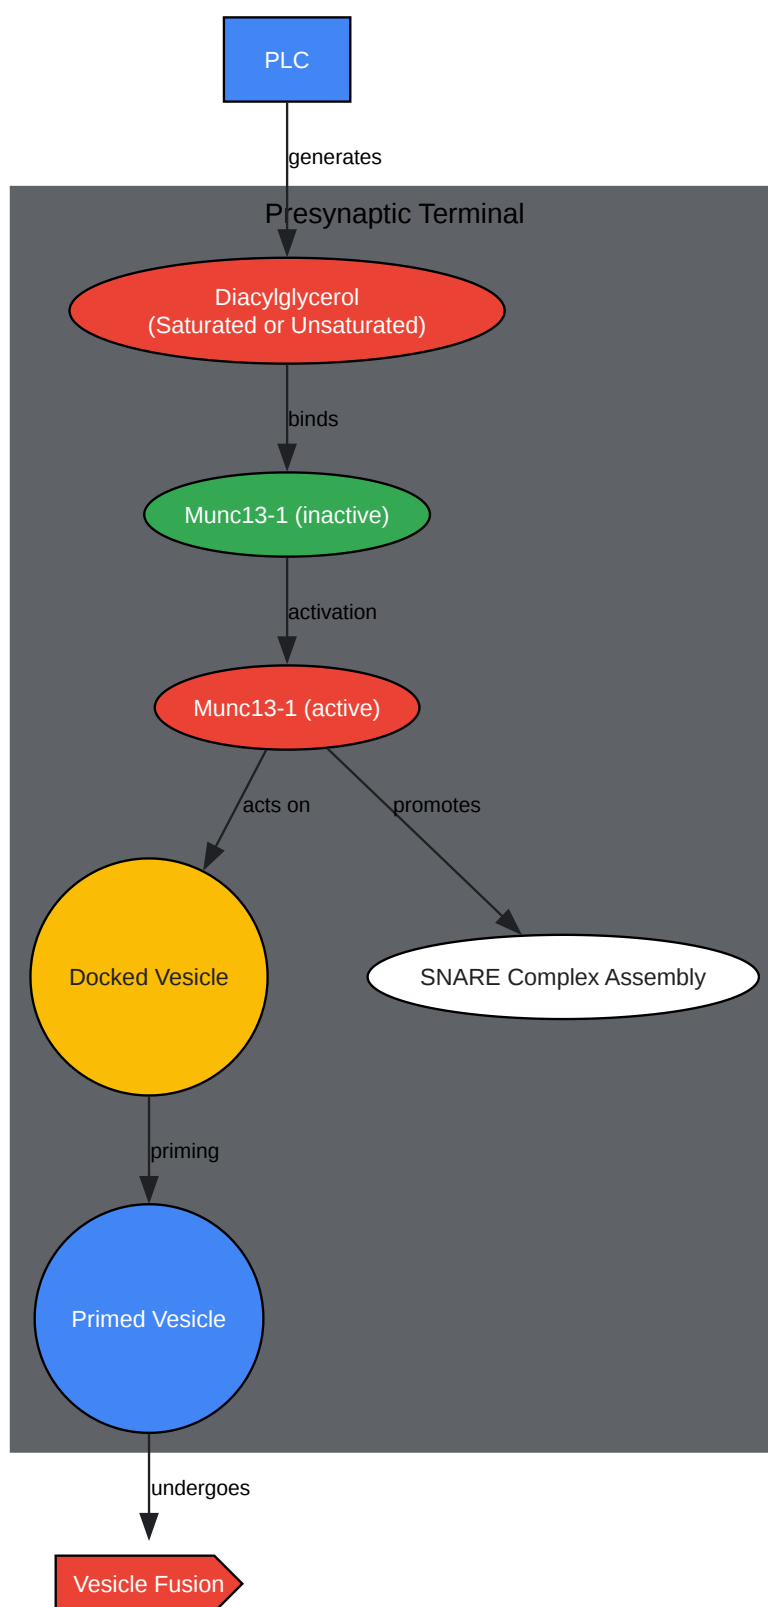 PLC
generates
Presynaptic Terminal
Diacylglycerol
(Saturated or Unsaturated)
binds
Munc13-1 (inactive)
activation
Munc13-1 (active)
acts on
promotes
Docked Vesicle
SNARE Complex Assembly
priming
Primed Vesicle
undergoes
Vesicle Fusion